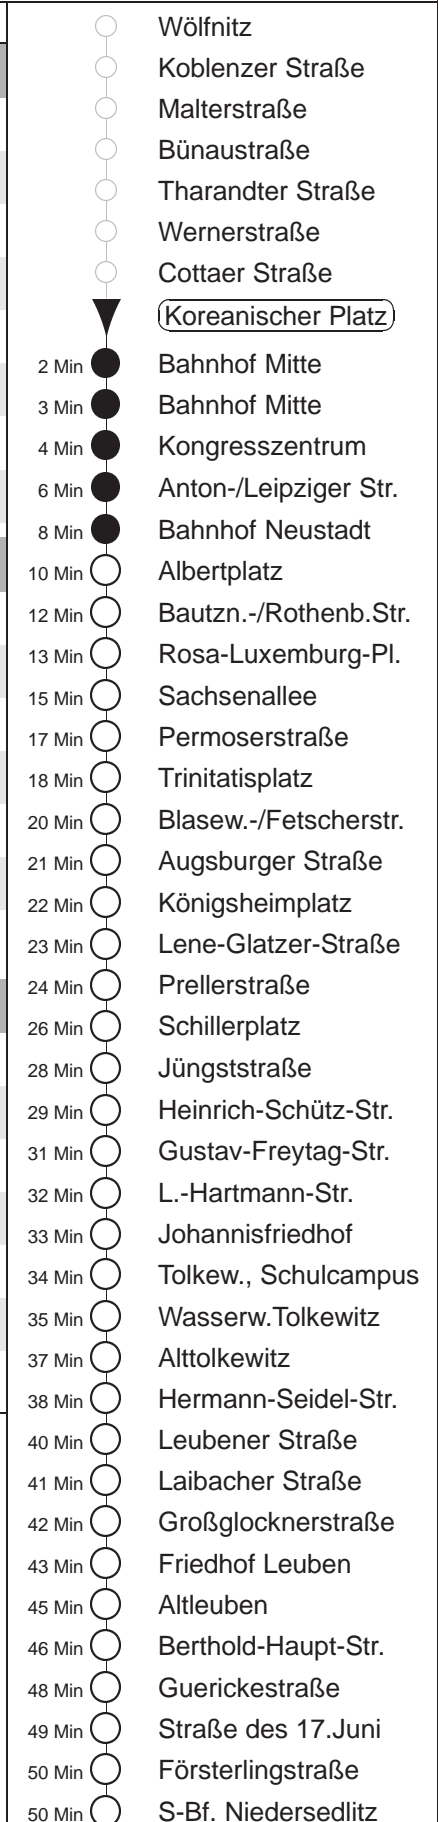 Wölfnitz
Koblenzer Straße
Malterstraße
Bünaustraße
Tharandter Straße
Wernerstraße
Cottaer Straße
Koreanischer Platz
2 Min Bahnhof Mitte
3 Min Bahnhof Mitte
4 Min Kongresszentrum
6 Min Anton-/Leipziger Str.
8 Min Bahnhof Neustadt
10 Min Albertplatz
12 Min Bautzn.-/Rothenb.Str.
13 Min Rosa-Luxemburg-Pl.
15 Min Sachsenallee
17 Min Permoserstraße
18 Min Trinitatisplatz
20 Min Blasew.-/Fetscherstr.
21 Min Augsburger Straße
22 Min Königsheimplatz
23 Min Lene-Glatzer-Straße
24 Min Prellerstraße
26 Min Schillerplatz
28 Min Jüngststraße
29 Min Heinrich-Schütz-Str.
31 Min Gustav-Freytag-Str.
32 Min L.-Hartmann-Str.
33 Min Johannisfriedhof
34 Min Tolkew., Schulcampus
35 Min Wasserw.Tolkewitz
37 Min Alttolkewitz
38 Min Hermann-Seidel-Str.
40 Min Leubener Straße
41 Min Laibacher Straße
42 Min Großglocknerstraße
43 Min Friedhof Leuben
45 Min Altleuben
46 Min Berthold-Haupt-Str.
48 Min Guerickestraße
49 Min Straße des 17.Juni
50 Min Försterlingstraße
50 Min S-Bf. Niedersedlitz